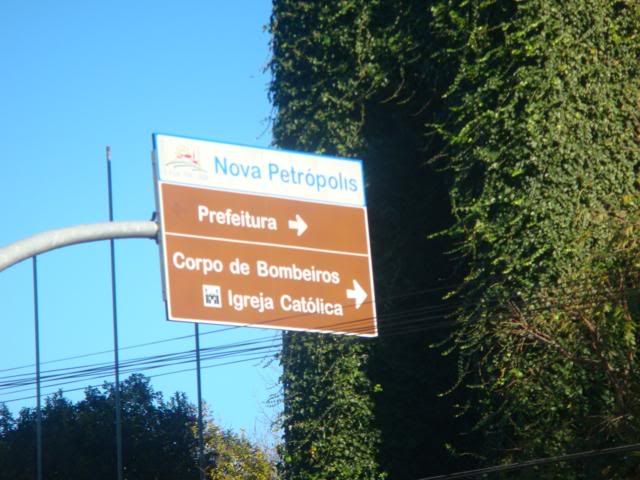 Nova Petrópolis
Prefeitura
Corpo de Bombeiros
Igreja Católica